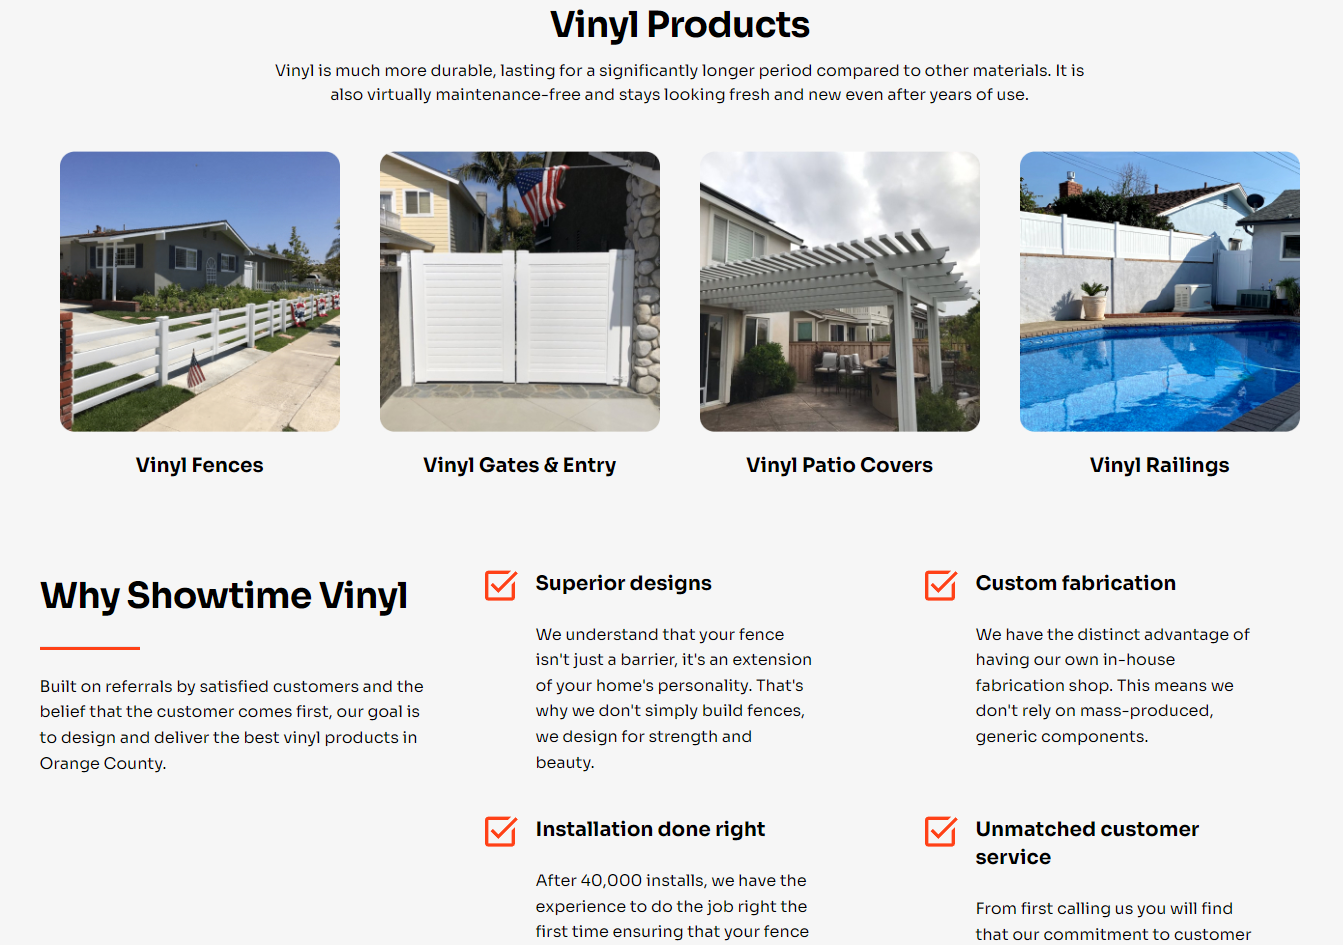 Vinyl Products
Vinyl is much more durable, lasting for a significantly longer period compared to other materials. It is
also virtually maintenance-free and stays looking fresh and new even after years of use.
Vinyl Fences
Vinyl Gates & Entry
Vinyl Patio Covers
Vinyl Railings
Why Showtime Vinyl
Built on referrals by satisfied customers and the
belief that the customer comes first, our goal is
to design and deliver the best vinyl products in
Orange County.
Superior designs
We understand that your fence
isn't just a barrier, it's an extension
of your home's personality. That's
why we don't simply build fences,
we design for strength and
beauty.
Custom fabrication
We have the distinct advantage of
having our own in-house
fabrication shop. This means we
don't rely on mass-produced,
generic components.
Installation done right
After 40,000 installs, we have the
experience to do the job right the
first time ensuring that your fence
Unmatched customer
service
From first calling us you will find
that our commitment to customer